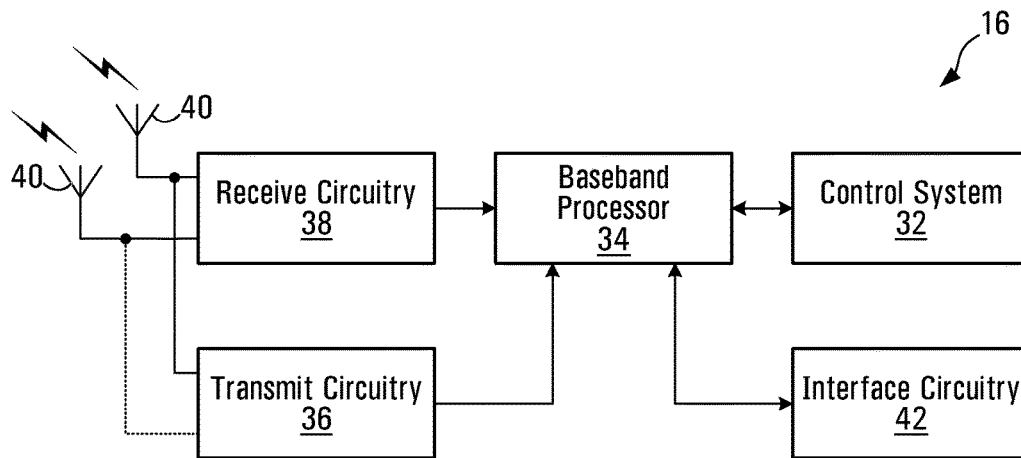 16
40
40
Receive Circuitry
38
Baseband
Processor
34
Control System
32
Transmit Circuitry
36
Interface Circuitry
42